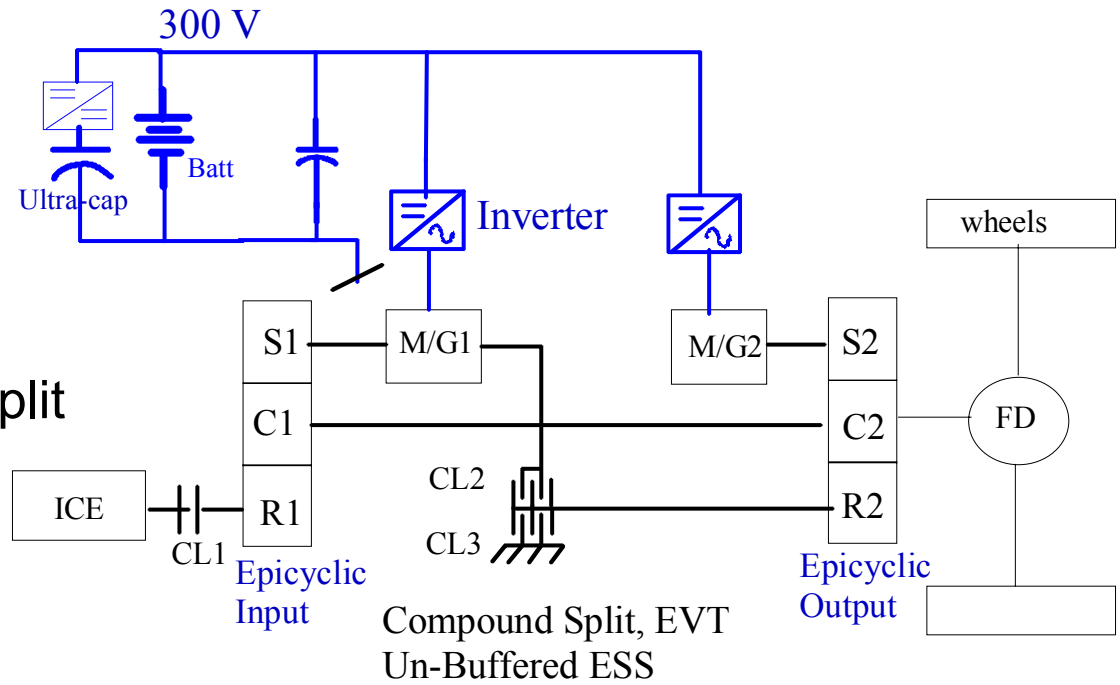 300 V
Batt
Ultra-cap
Inverter
wheels
S1
M/G1
M/G2
S2
plit
C1
C2
FD
CL2
ICE
R1
R2
CL1
CL3
Epicyclic
Input
Epicyclic
Output
Compound Split, EVT
Un-Buffered ESS